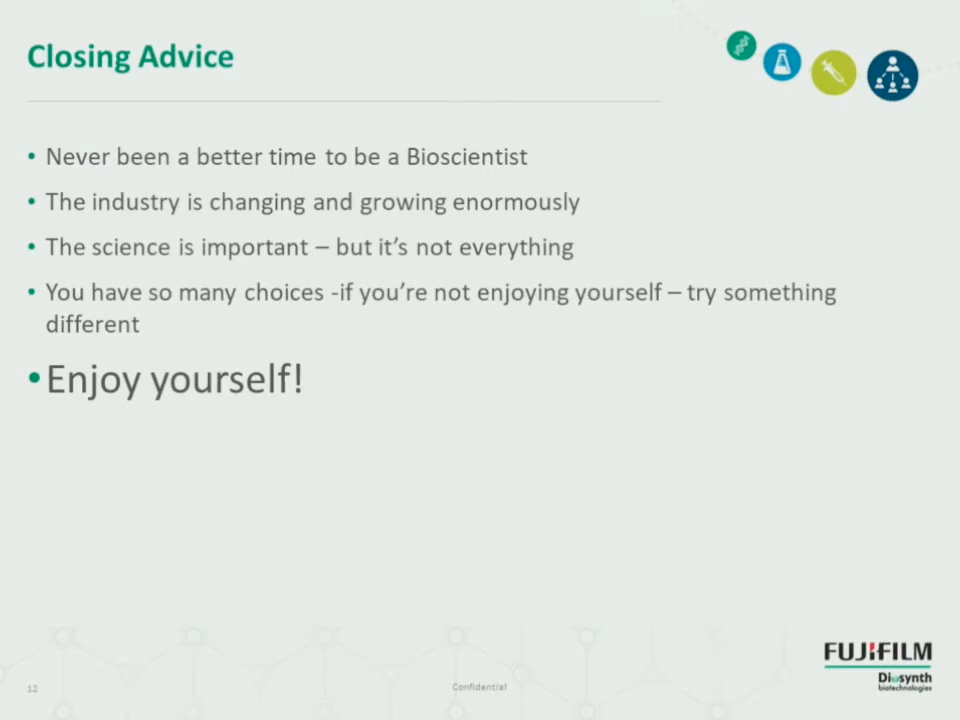 Closing Advice
• Never been a better time to be a Bioscientist
• The industry is changing and growing enormously
• The science is important – but it's not everything
• You have so many choices -if you're not enjoying yourself – try something
different
• Enjoy yourself!
12
Confidential
FUJIFILM
Diosynth
biotechnologies